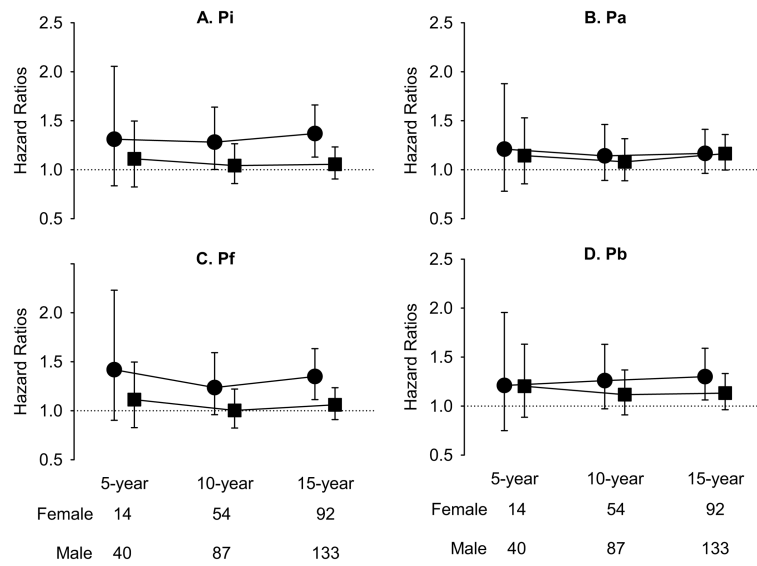 A. Pi
Hazard Ratios
2.5
2.0
1.5
1.0
0.5
B. Pa
Hazard Ratios
2.5
2.0
1.5
1.0
0.5
C. Pf
Hazard Ratios
2.0
1.5
1.0
0.5
5-year 10-year 15-year
Female 14 54 92
Male 40 87 133
D. Pb
Hazard Ratios
2.5
2.0
1.5
1.0
0.5
5-year 10-year 15-year
Female 14 54 92
Male 40 87 133